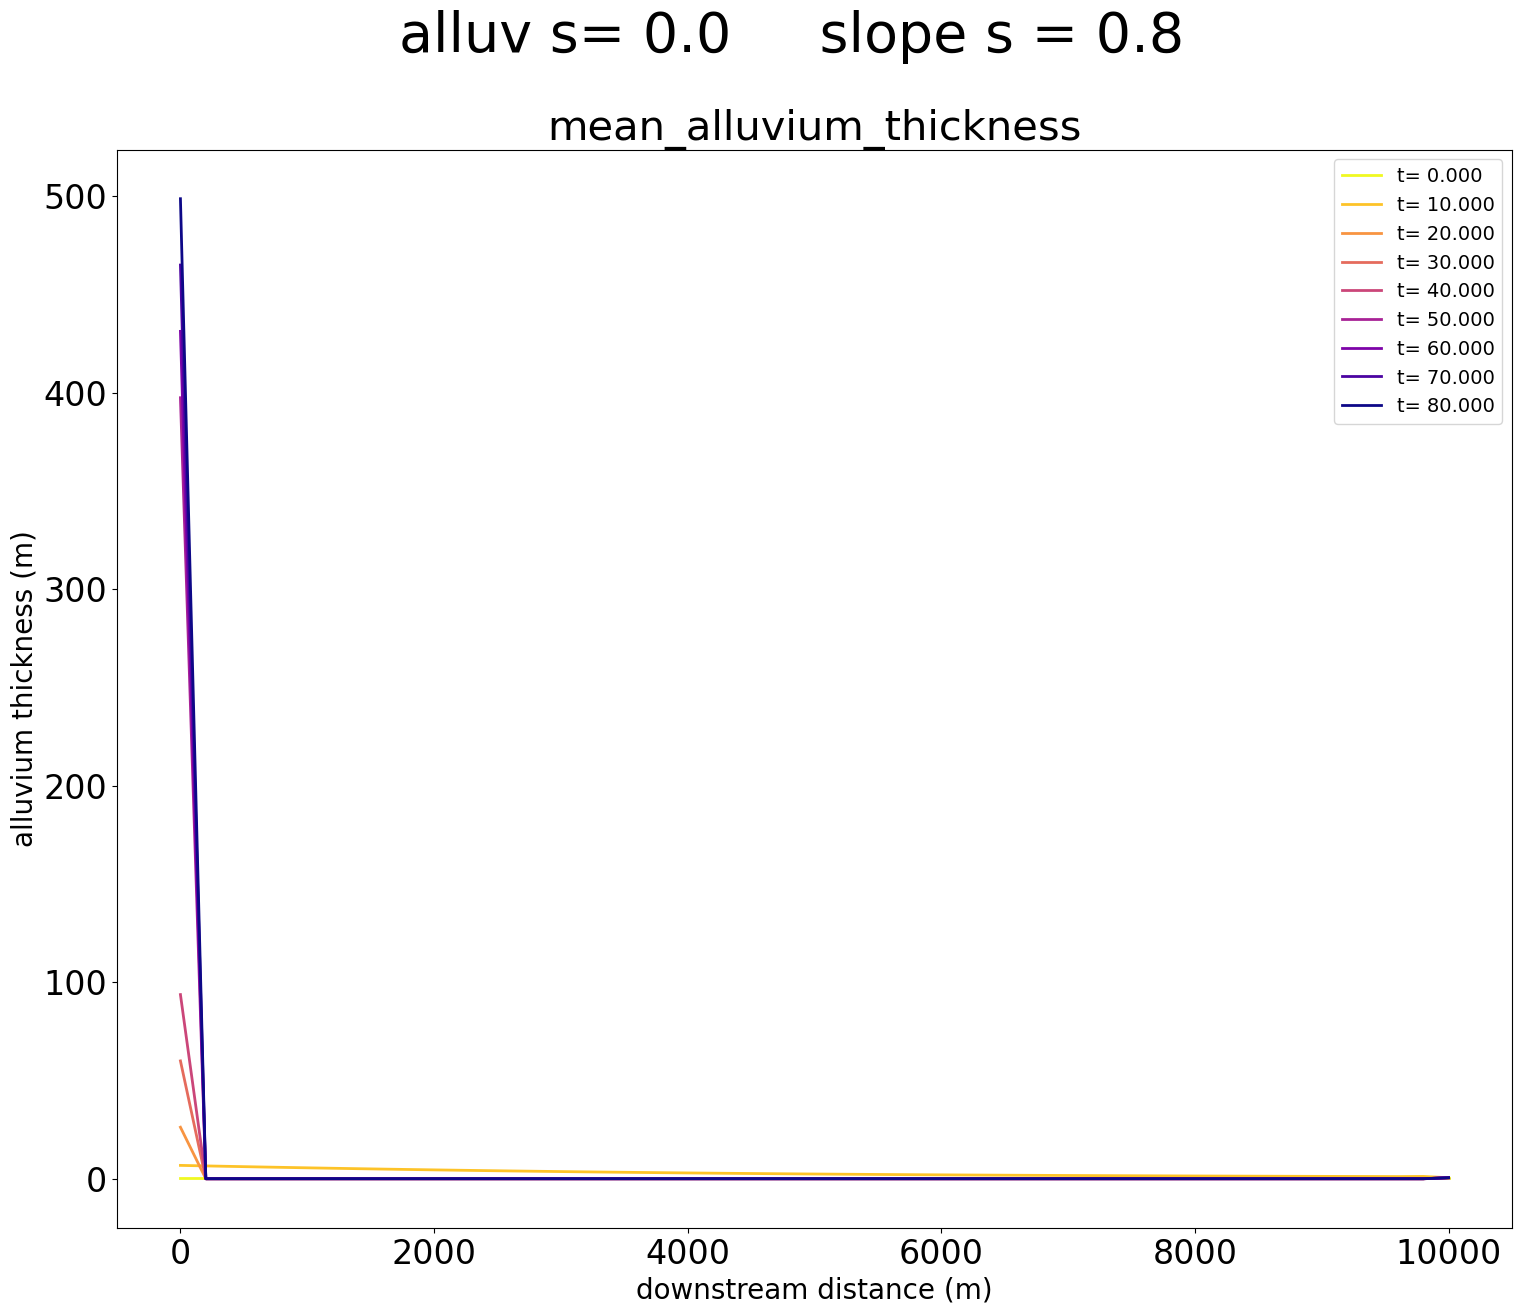 alluv s= 0.0     slope s = 0.8
mean_alluvium_thickness
t= 0.000
t= 10.000
t= 20.000
t= 30.000
t= 40.000
t= 50.000
t= 60.000
t= 70.000
t= 80.000
500
400
300
200
100
0
alluvium thickness (m)
0 2000 4000 6000 8000 10000
downstream distance (m)